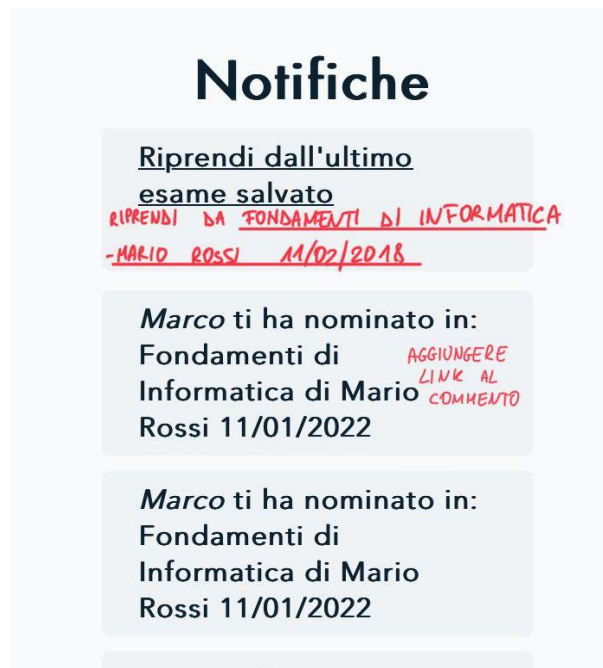 Notifiche
Riprendi dall'ultimo
esame salvato
RIPRENDI DA FONDAMENTI DI INFORMATICA
-MARIO ROSSI 11/02/2018
Marco ti ha nominato in:
Fondamenti di
Informatica di Mario
Rossi 11/01/2022
AGGIUNGERE
LINK AL
COMMENTO
Marco ti ha nominato in:
Fondamenti di
Informatica di Mario
Rossi 11/01/2022